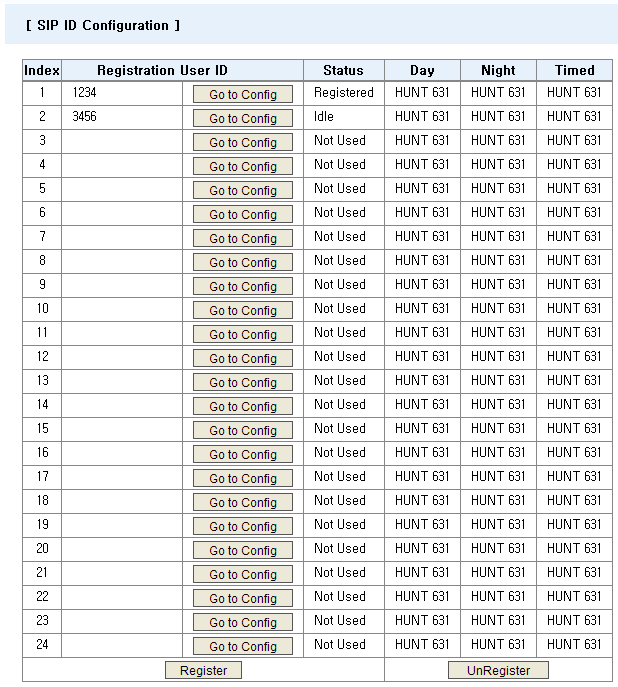 [ SIP ID Configuration ]
Index Registration User ID Status Day Night Timed
1 1234 Go to Config Registered HUNT 631 HUNT 631 HUNT 631
2 3456 Go to Config Idle HUNT 631 HUNT 631 HUNT 631
3 Go to Config Not Used HUNT 631 HUNT 631 HUNT 631
4 Go to Config Not Used HUNT 631 HUNT 631 HUNT 631
5 Go to Config Not Used HUNT 631 HUNT 631 HUNT 631
6 Go to Config Not Used HUNT 631 HUNT 631 HUNT 631
7 Go to Config Not Used HUNT 631 HUNT 631 HUNT 631
8 Go to Config Not Used HUNT 631 HUNT 631 HUNT 631
9 Go to Config Not Used HUNT 631 HUNT 631 HUNT 631
10 Go to Config Not Used HUNT 631 HUNT 631 HUNT 631
11 Go to Config Not Used HUNT 631 HUNT 631 HUNT 631
12 Go to Config Not Used HUNT 631 HUNT 631 HUNT 631
13 Go to Config Not Used HUNT 631 HUNT 631 HUNT 631
14 Go to Config Not Used HUNT 631 HUNT 631 HUNT 631
15 Go to Config Not Used HUNT 631 HUNT 631 HUNT 631
16 Go to Config Not Used HUNT 631 HUNT 631 HUNT 631
17 Go to Config Not Used HUNT 631 HUNT 631 HUNT 631
18 Go to Config Not Used HUNT 631 HUNT 631 HUNT 631
19 Go to Config Not Used HUNT 631 HUNT 631 HUNT 631
20 Go to Config Not Used HUNT 631 HUNT 631 HUNT 631
21 Go to Config Not Used HUNT 631 HUNT 631 HUNT 631
22 Go to Config Not Used HUNT 631 HUNT 631 HUNT 631
23 Go to Config Not Used HUNT 631 HUNT 631 HUNT 631
24 Go to Config Not Used HUNT 631 HUNT 631 HUNT 631
Register UnRegister